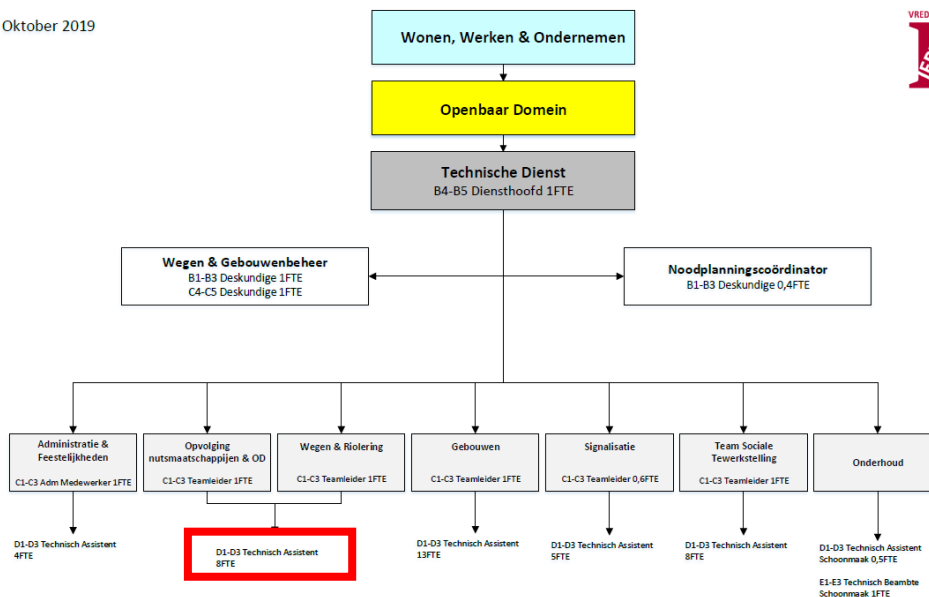 Oktober 2019
VRED
Wonen, Werken & Ondernemen
Openbaar Domein
Technische Dienst
B4-B5 Diensthoofd 1FTE
Wegen & Gebouwenbeheer
B1-B3 Deskundige 1FTE
C4-C5 Deskundige 1FTE
Noodplanningscoördinator
B1-B3 Deskundige 0,4FTE
Administratie &
Feestelijkheden
C1-C3 Adm Medewerker 1FTE
Opvolging
nutsmaatschappijen & OD
C1-C3 Teamleider 1FTE
Wegen & Riolering
C1-C3 Teamleider 1FTE
Gebouwen
C1-C3 Teamleider 1FTE
Signalisatie
C1-C3 Teamleider 0,6FTE
Team Sociale
Tewerkstelling
C1-C3 Teamleider 1FTE
Onderhoud
D1-D3 Technisch Assistent
4FTE
D1-D3 Technisch Assistent
8FTE
D1-D3 Technisch Assistent
13FTE
D1-D3 Technisch Assistent
5FTE
D1-D3 Technisch Assistent
8FTE
D1-D3 Technisch Assistent
Schoonmaak 0,5FTE
E1-E3 Technisch Beambte
Schoonmaak 1FTE